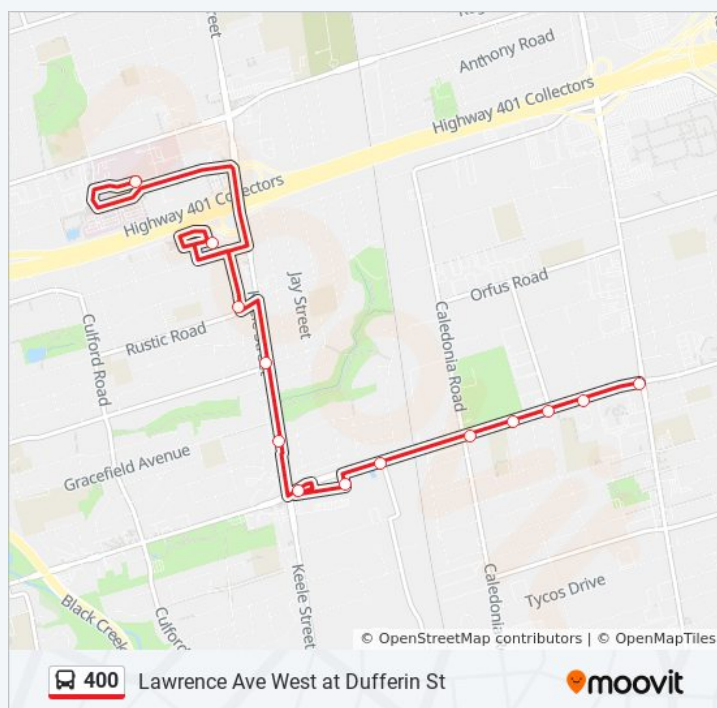 Street
Anthony Road
Highway 401 Collectors
Highway 401 Collectors
Orfus Road
Jay Street
Culford Road
Rustic Road
Caledonia Road
Gracefield Avenue
Keele Street
Tycos Drive
Black Creek
Culford
Caledonia
© OpenStreetMap contributors | © OpenMapTiles
400 Lawrence Ave West at Dufferin St
moovit